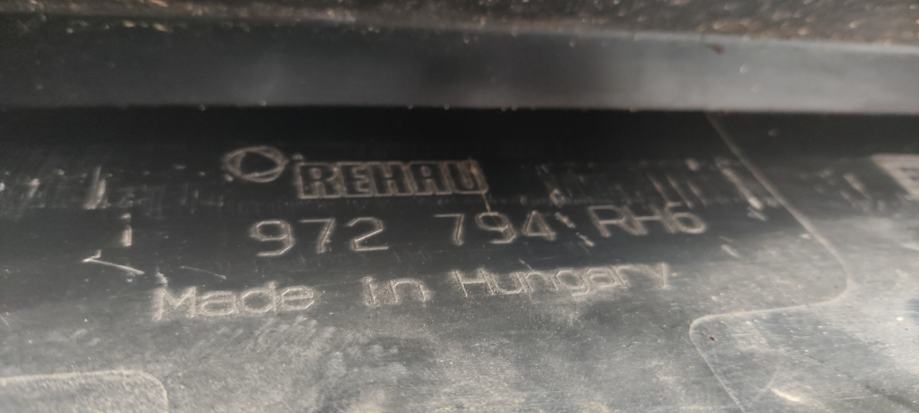 REHAU
972 794 RH6
Made in Hungary